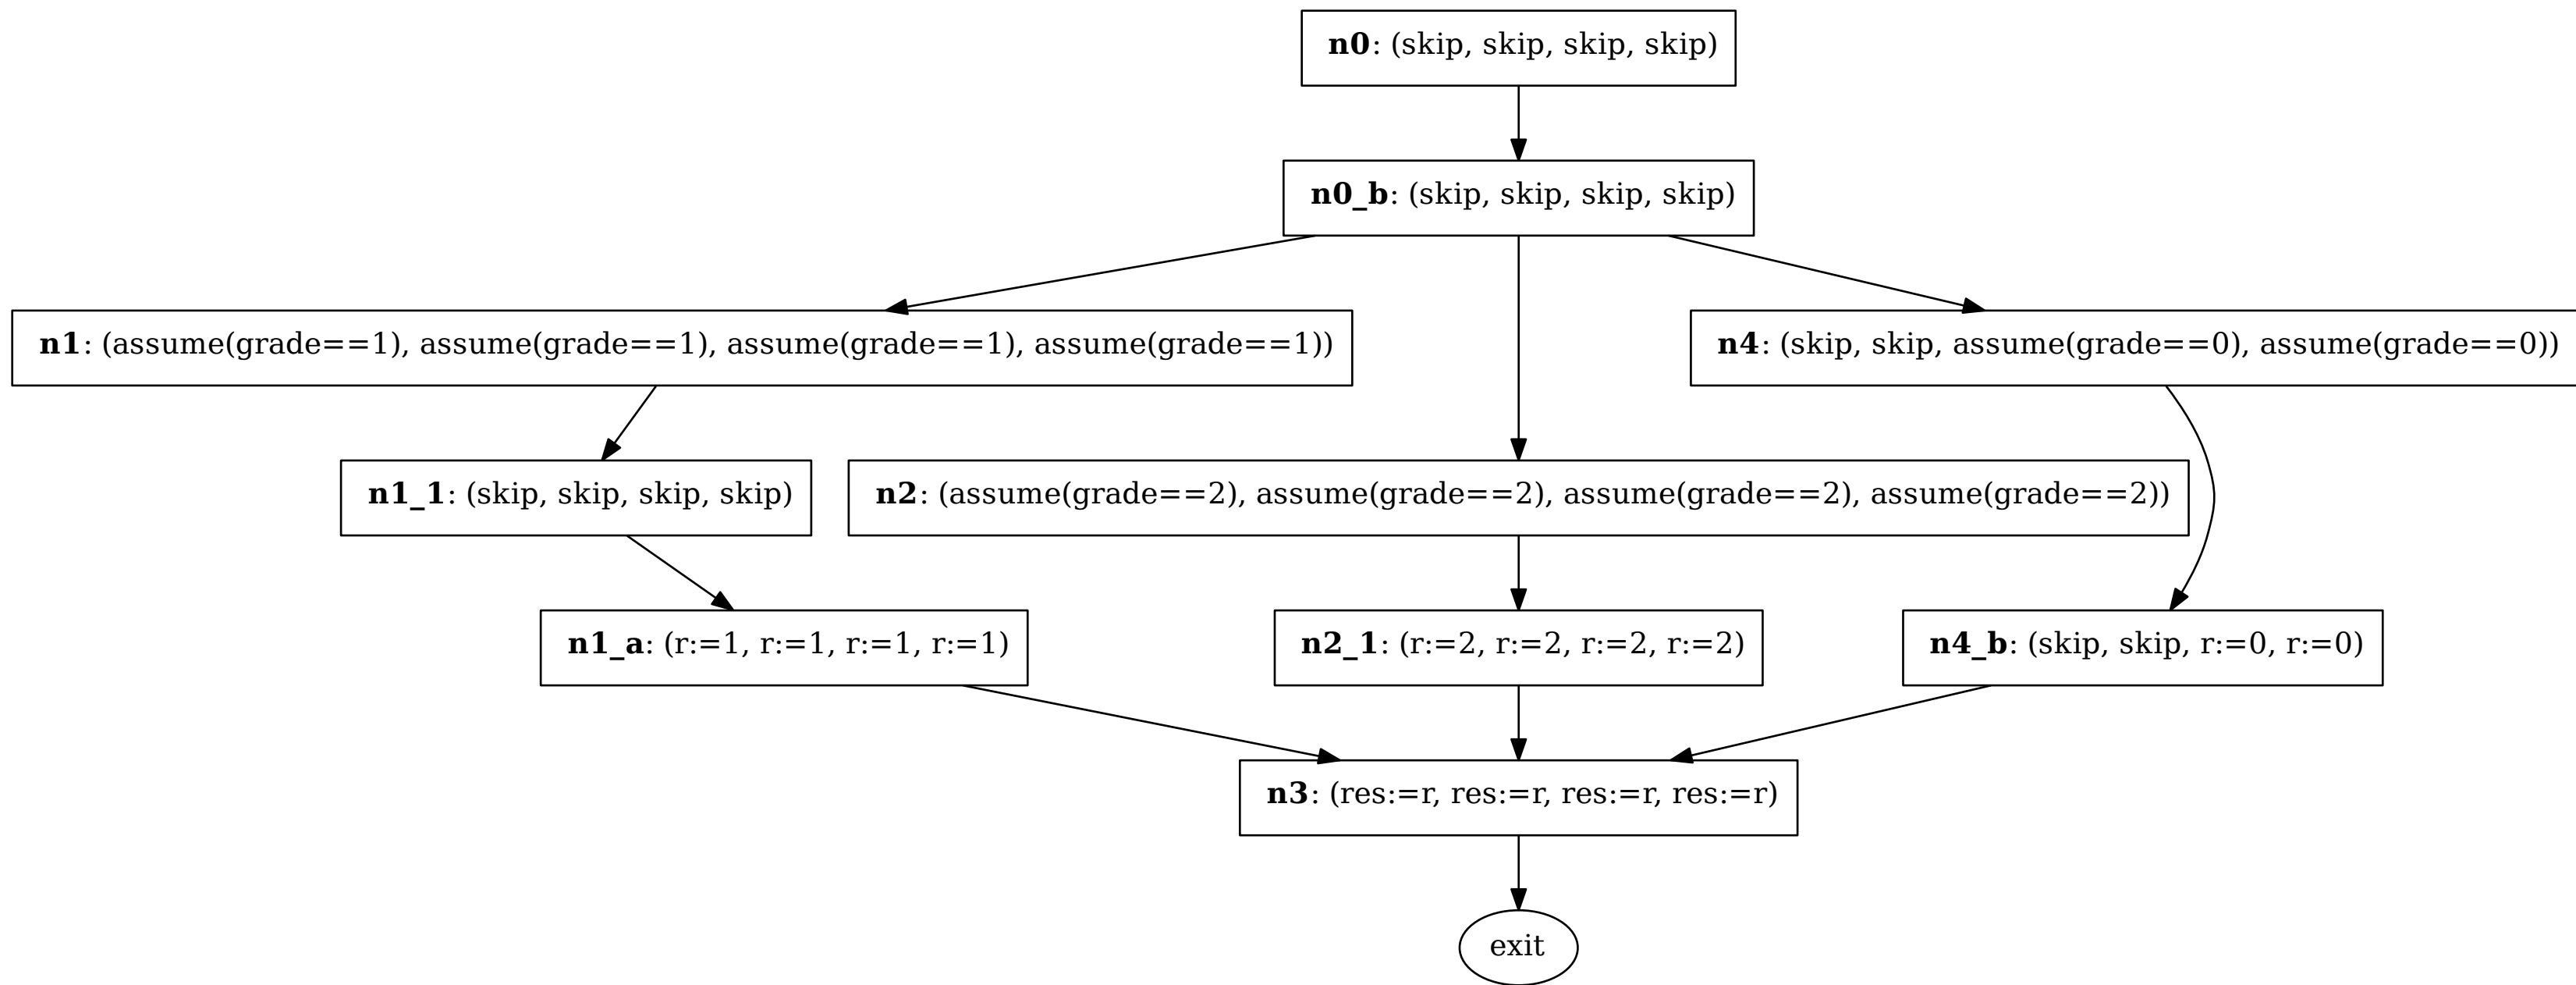 n0: (skip, skip, skip, skip)
n0_b: (skip, skip, skip, skip)
n1: (assume(grade==1), assume(grade==1), assume(grade==1), assume(grade==1))
n4: (skip, skip, assume(grade==0), assume(grade==0))
n1_1: (skip, skip, skip, skip)
n2: (assume(grade==2), assume(grade==2), assume(grade==2), assume(grade==2))
n1_a: (r:=1, r:=1, r:=1, r:=1)
n2_1: (r:=2, r:=2, r:=2, r:=2)
n4_b: (skip, skip, r:=0, r:=0)
n3: (res:=r, res:=r, res:=r, res:=r)
exit